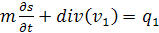 m ∂s/∂t + div(v₁) = q₁